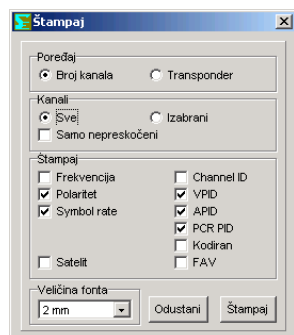 Štampaj
Poređaj
Broj kanala Transponder
Kanali
Sve Izabrani
Samo nepreskočeni
Štampaj
Frekvencija Channel ID
Polaritet VPID
Symbol rate APID
PCR PID
Kodiran
Satelit FAV
Veličina fonta
2 mm Odustani Štampaj